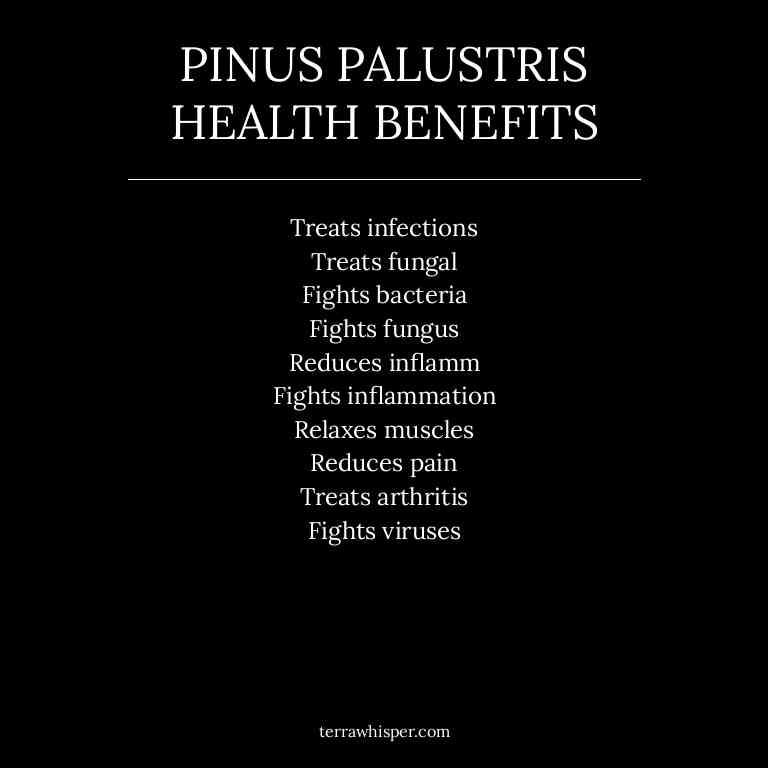 PINUS PALUSTRIS
HEALTH BENEFITS
Treats infections
Treats fungal
Fights bacteria
Fights fungus
Reduces inflamm
Fights inflammation
Relaxes muscles
Reduces pain
Treats arthritis
Fights viruses
terrawhisper.com